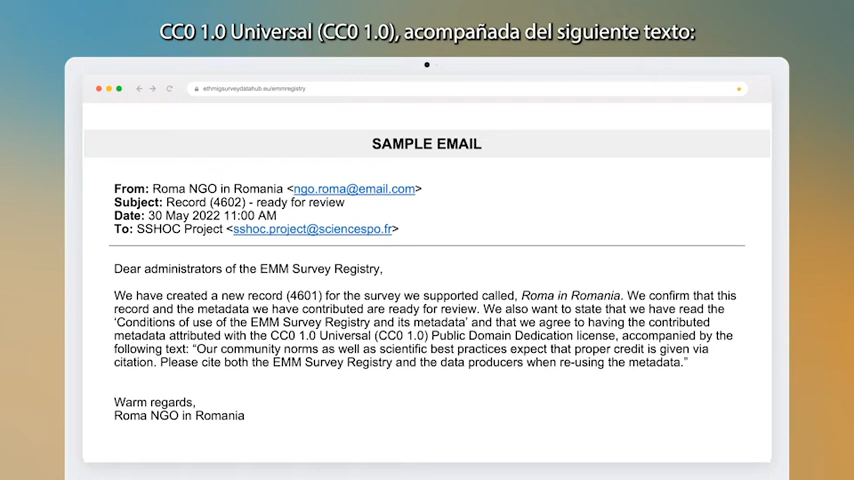 CC0 1.0 Universal (CC0 1.0), acompañada del siguiente texto:
ethmigsurveydatahub.eu/emmregistry
SAMPLE EMAIL
From: Roma NGO in Romania <ngo.roma@email.com>
Subject: Record (4602) - ready for review
Date: 30 May 2022 11:00 AM
To: SSHOC Project <sshoc.project@sciencespo.fr>
Dear administrators of the EMM Survey Registry,
We have created a new record (4601) for the survey we supported called, Roma in Romania. We confirm that this
record and the metadata we have contributed are ready for review. We also want to state that we have read the
‘Conditions of use of the EMM Survey Registry and its metadata’ and that we agree to having the contributed
metadata attributed with the CC0 1.0 Universal (CC0 1.0) Public Domain Dedication license, accompanied by the
following text: “Our community norms as well as scientific best practices expect that proper credit is given via
citation. Please cite both the EMM Survey Registry and the data producers when re-using the metadata.”
Warm regards,
Roma NGO in Romania